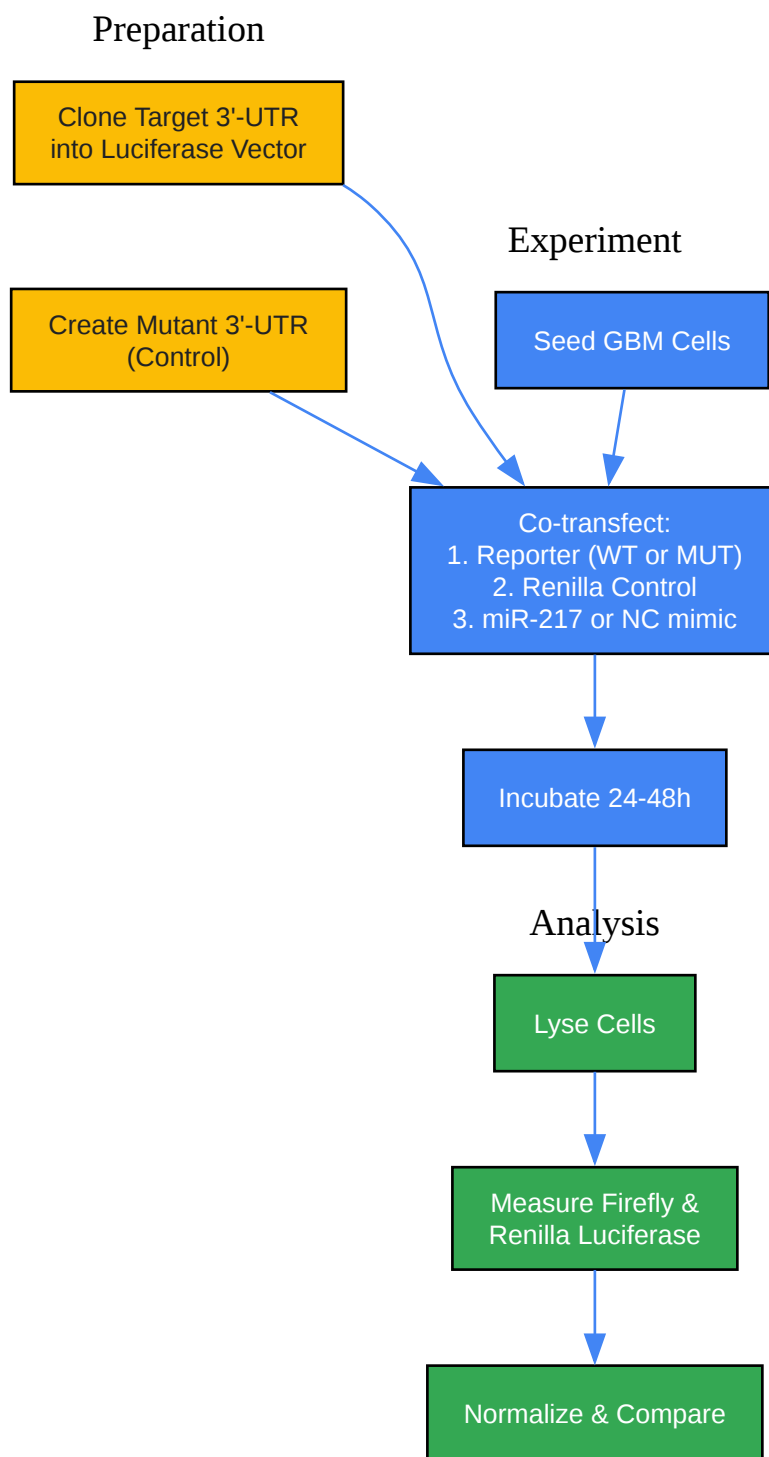 Preparation
Clone Target 3'-UTR
into Luciferase Vector
Experiment
Create Mutant 3'-UTR
(Control)
Seed GBM Cells
Co-transfect:
1. Reporter (WT or MUT)
2. Renilla Control
3. miR-217 or NC mimic
Incubate 24-48h
Analysis
Lyse Cells
Measure Firefly &
Renilla Luciferase
Normalize & Compare